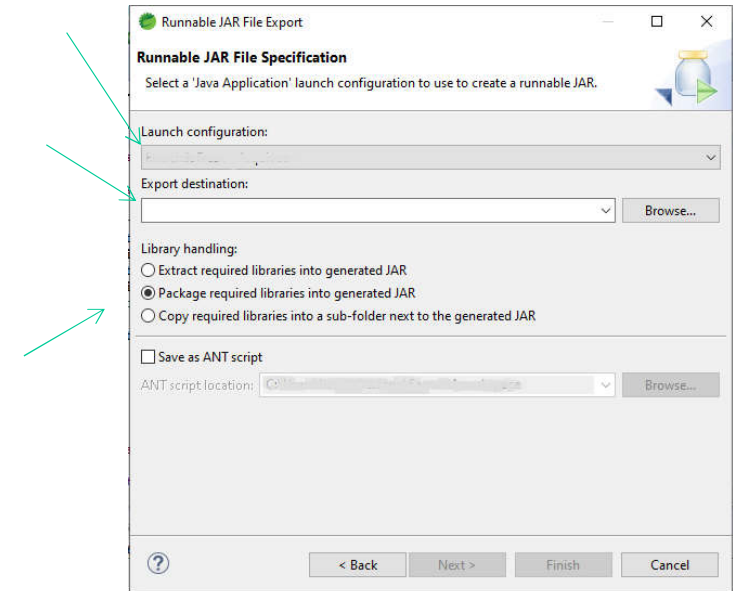 Runnable JAR File Export
Runnable JAR File Specification
Select a 'Java Application' launch configuration to use to create a runnable JAR.
Launch configuration:
Export destination:
Browse...
Library handling:
Extract required libraries into generated JAR
Package required libraries into generated JAR
Copy required libraries into a sub-folder next to the generated JAR
Save as ANT script
ANT script location:
Browse...
? < Back Next > Finish Cancel